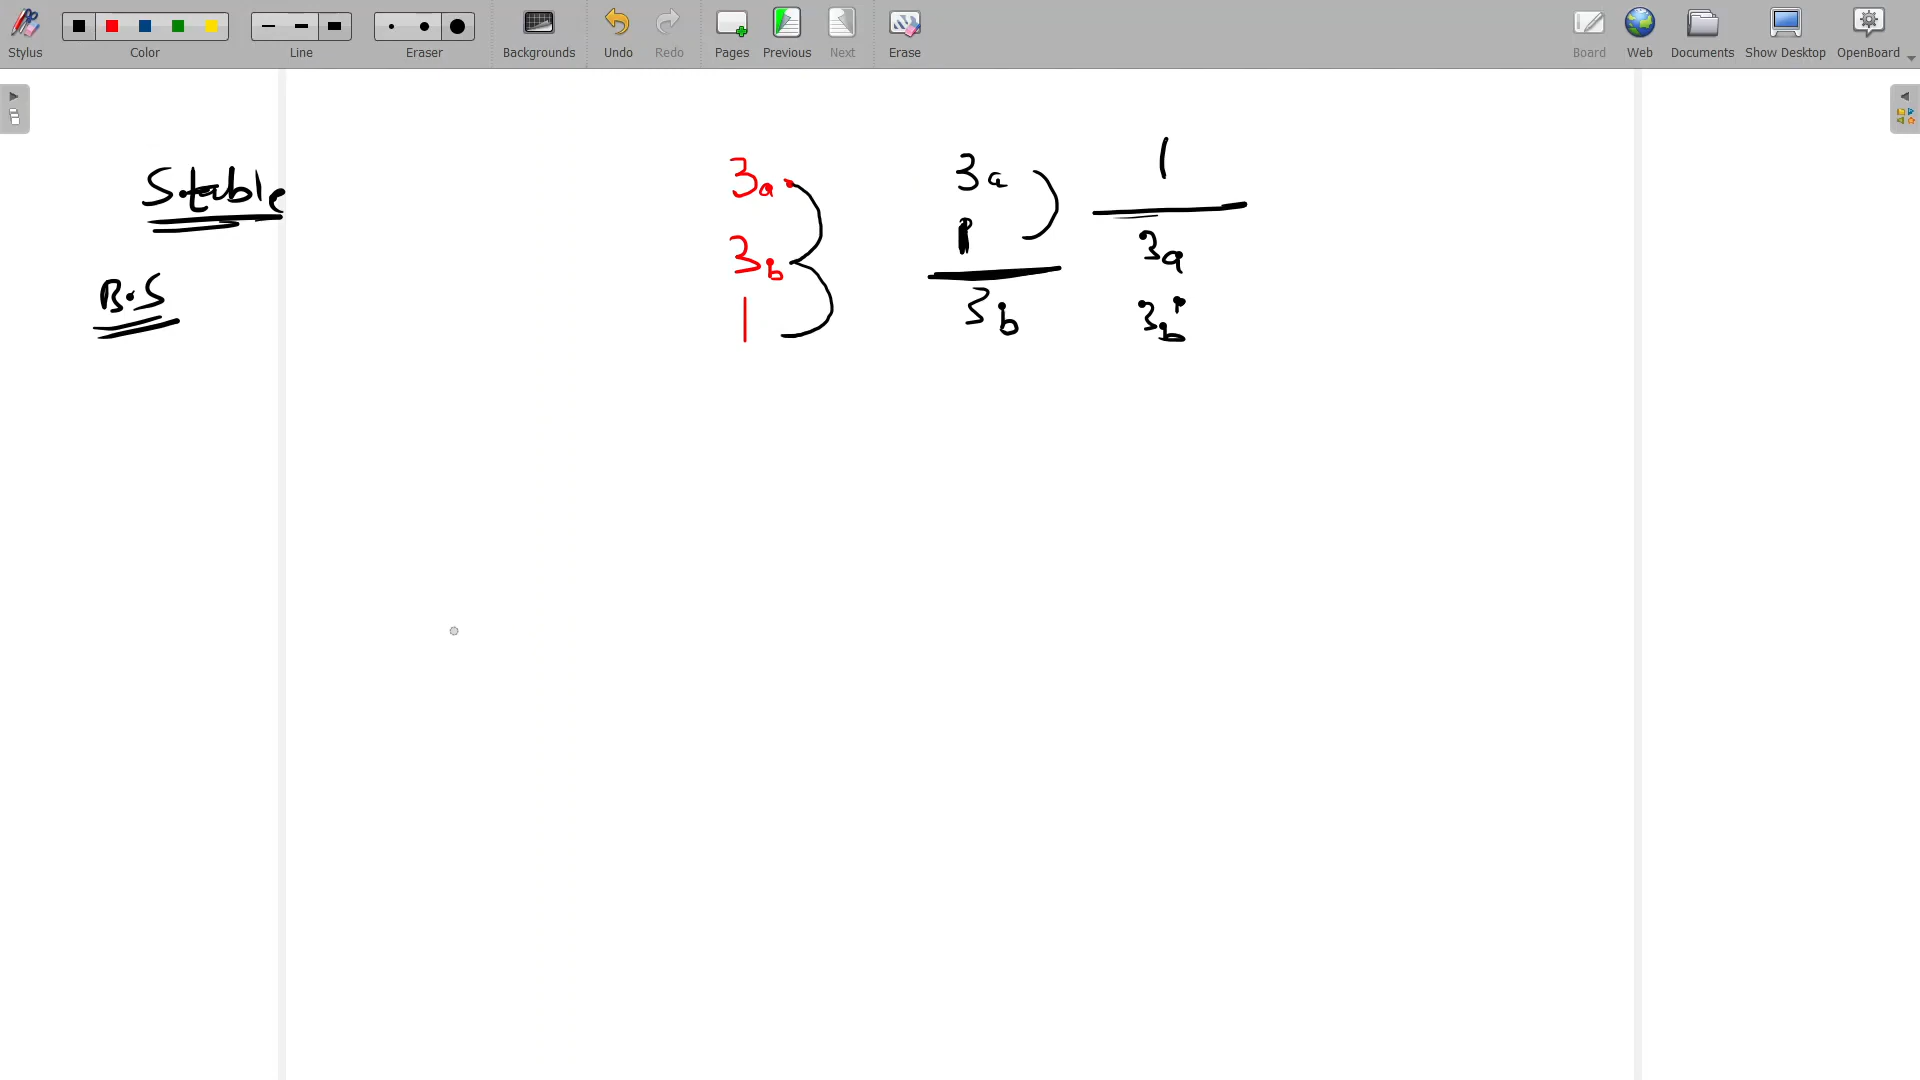 Stylus
Color
Line
Eraser
Backgrounds
Undo
Redo
Pages
Previous
Next
Erase
Board
Web
Documents
Show Desktop
OpenBoard
Stable
B.S
3a
3b
1
3a
1
3b
1
3a
3b